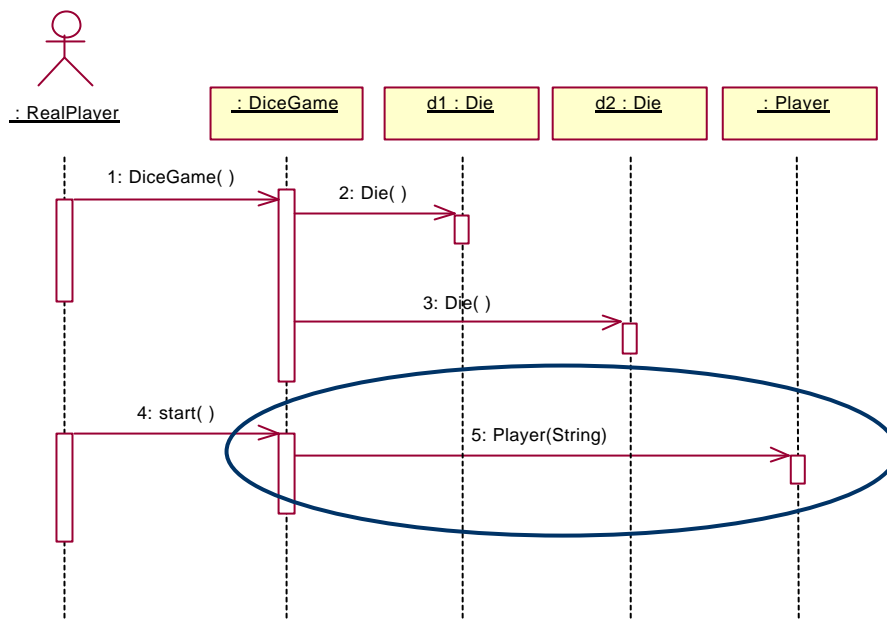 : RealPlayer
: DiceGame
d1 : Die
d2 : Die
: Player
1: DiceGame( )
2: Die( )
3: Die( )
4: start( )
5: Player(String)